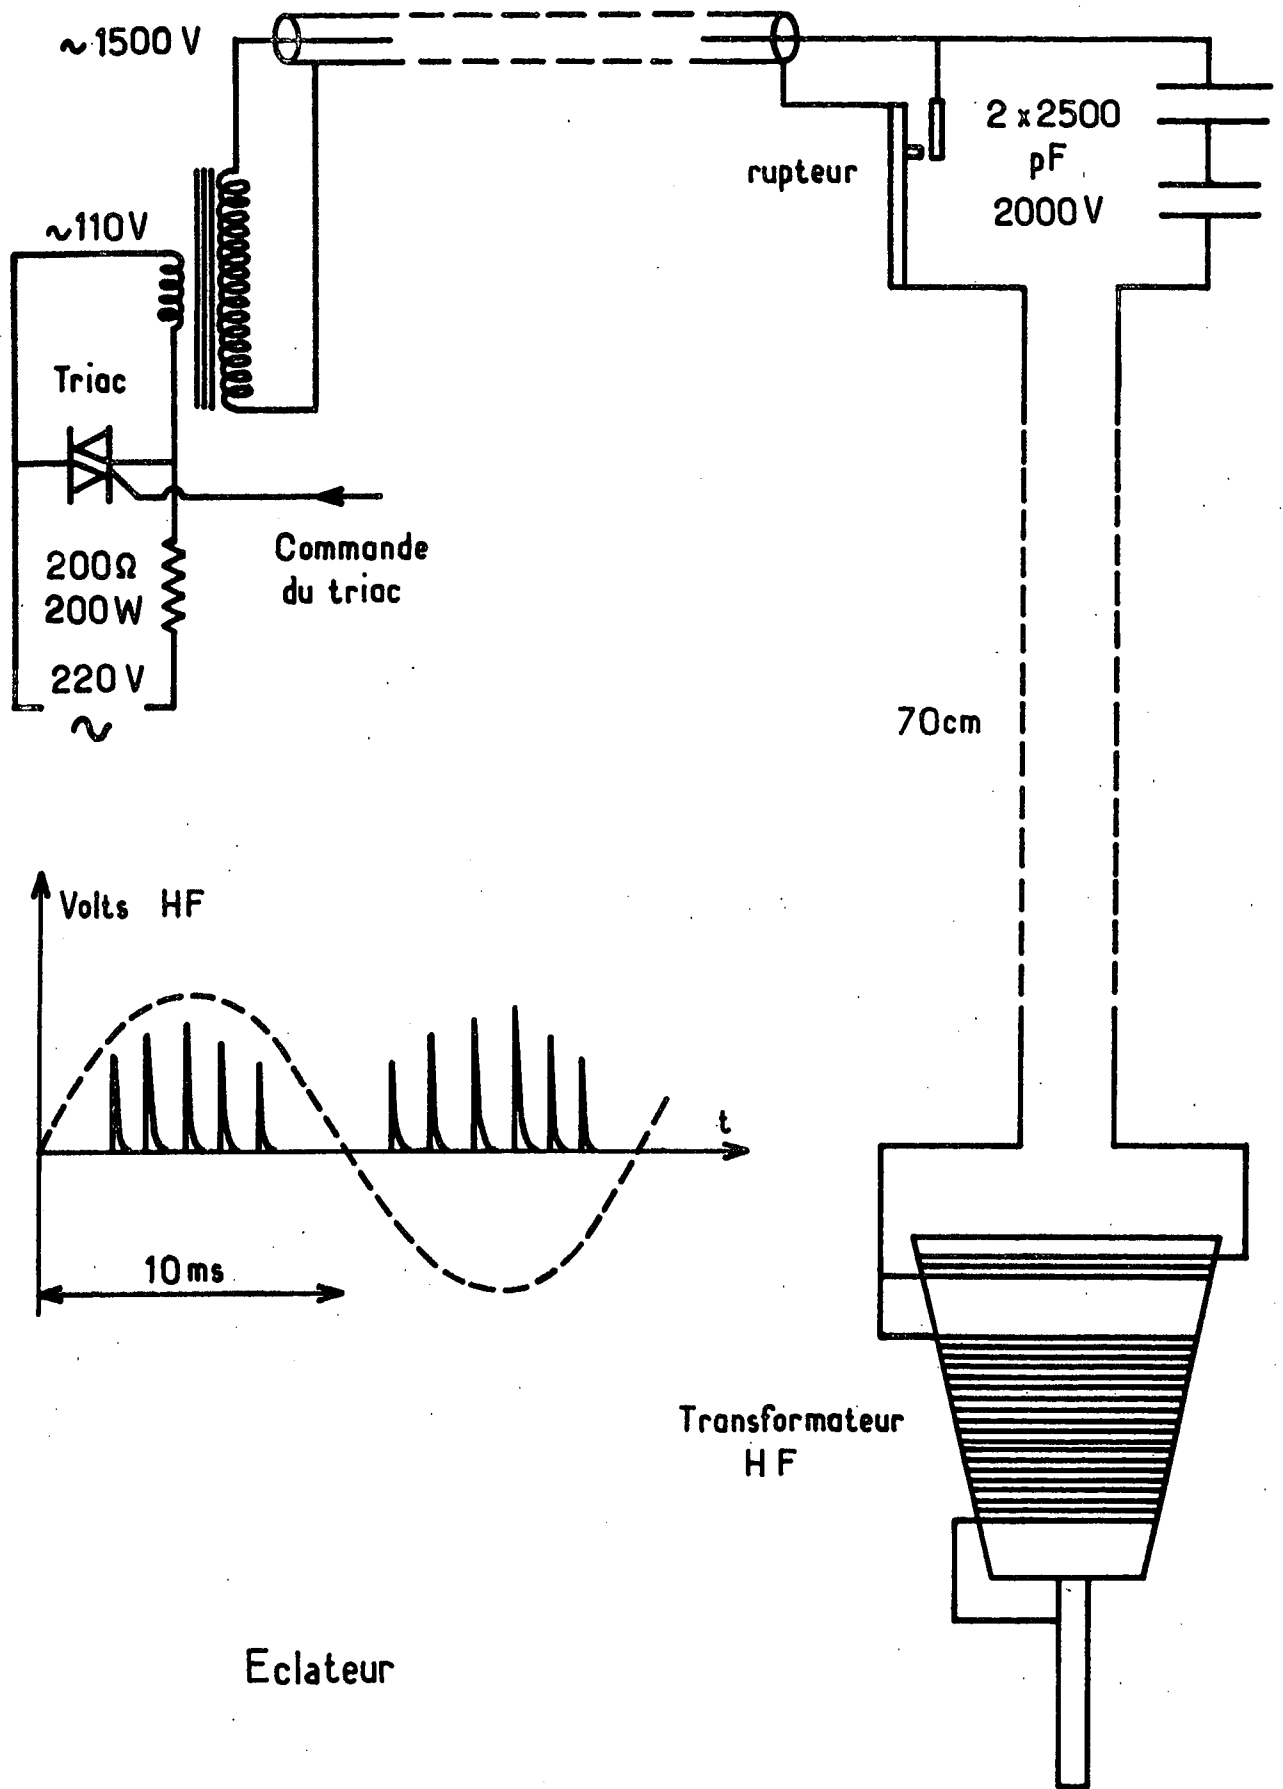 ~1500 V
2 x 2500
pF
2000 V
rupteur
~110V
Triac
Commande
du triac
200Ω
200W
220 V
~
70cm
Volts HF
t
10ms
Transformateur
HF
Eclateur